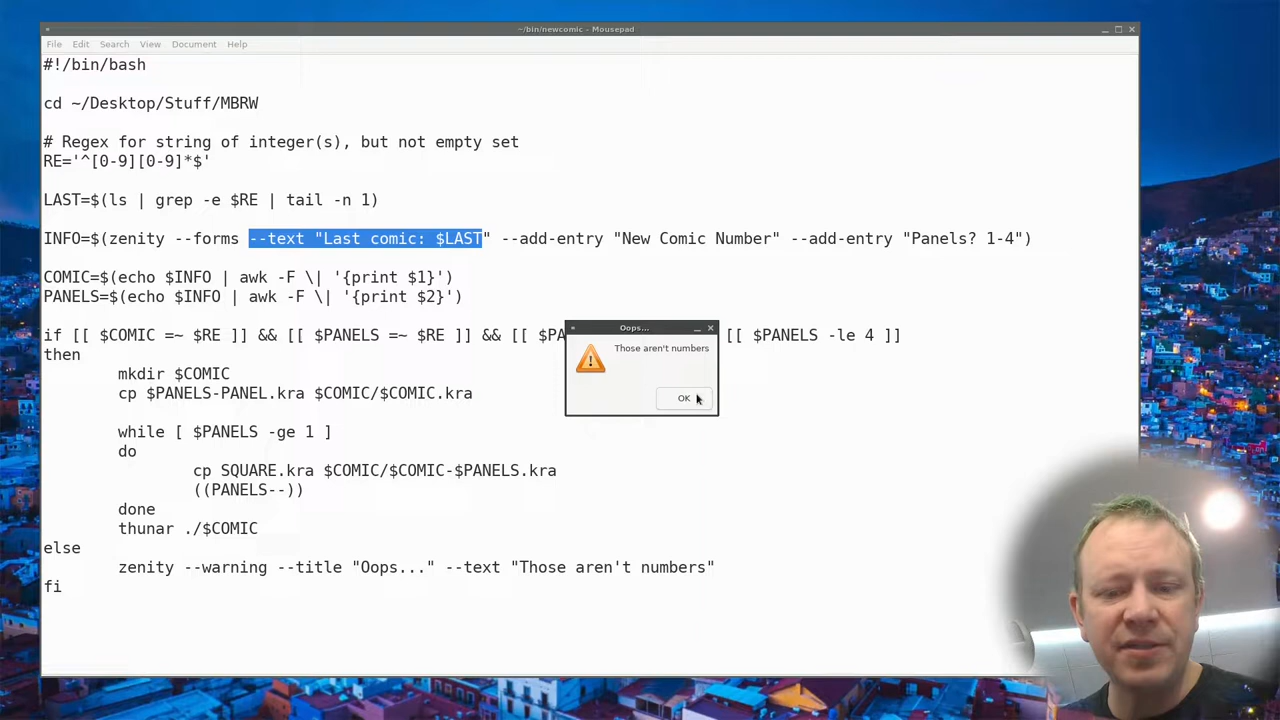 ~/bin/newcomic - Mousepad
File Edit Search View Document Help
#!/bin/bash
cd ~/Desktop/Stuff/MBRW
# Regex for string of integer(s), but not empty set
RE='^[0-9][0-9]*$'
LAST=$(ls | grep -e $RE | tail -n 1)
INFO=$(zenity --forms --text "Last comic: $LAST" --add-entry "New Comic Number" --add-entry "Panels? 1-4")
COMIC=$(echo $INFO | awk -F \| '{print $1}')
PANELS=$(echo $INFO | awk -F \| '{print $2}')
if [[ $COMIC =~ $RE ]] && [[ $PANELS =~ $RE ]] && [[ $PA [[ $PANELS -le 4 ]]
then
mkdir $COMIC
cp $PANELS-PANEL.kra $COMIC/$COMIC.kra
while [ $PANELS -ge 1 ]
do
cp SQUARE.kra $COMIC/$COMIC-$PANELS.kra
((PANELS--))
done
thunar ./$COMIC
else
zenity --warning --title "Oops..." --text "Those aren't numbers"
fi
Oops...
Those aren't numbers
OK